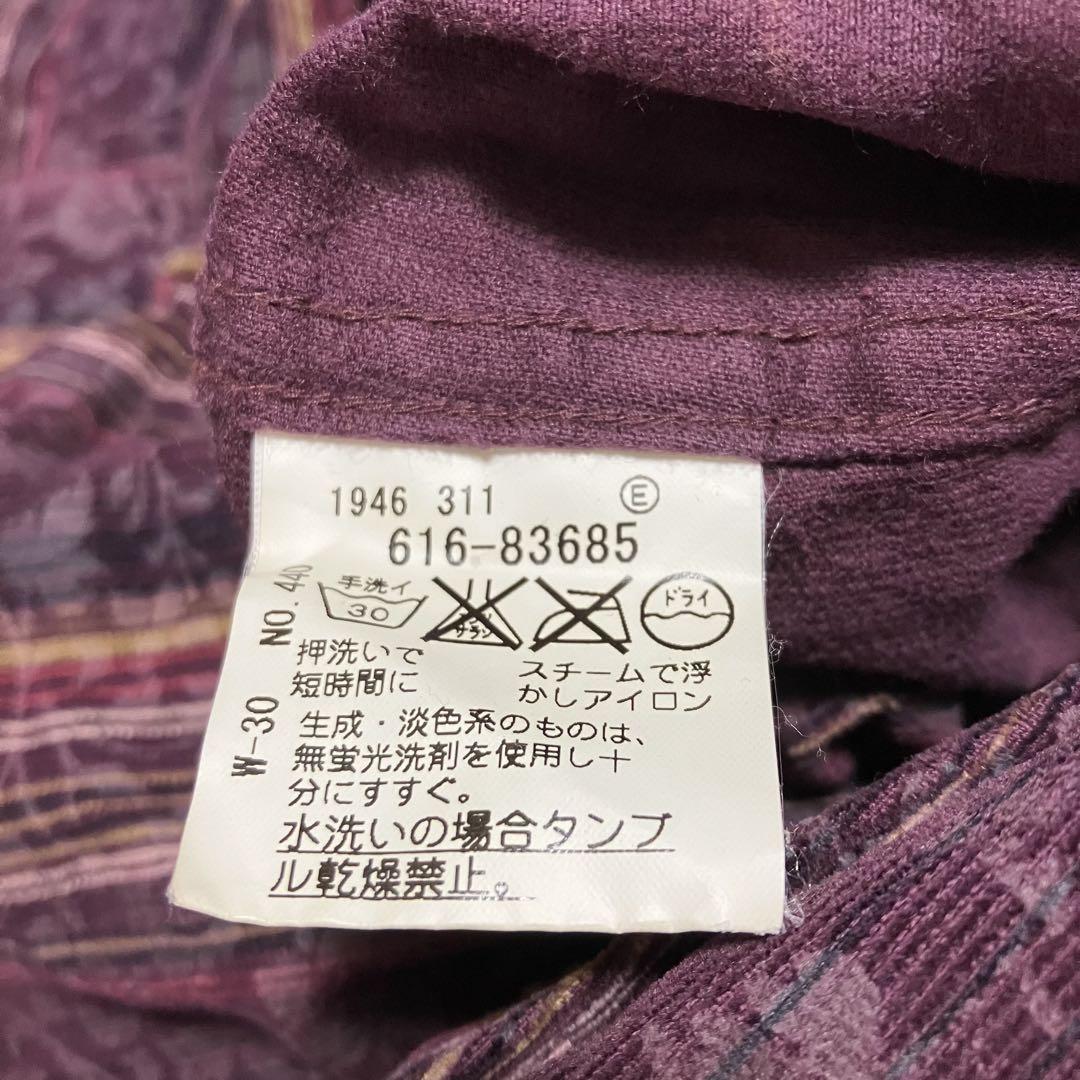 1946 311 Ⓔ
616-83685
手洗イ
30
サラシ
ドライ
押洗いで
短時間に
スチームで浮
かしアイロン
生成・淡色系のものは、
無蛍光洗剤を使用し十
分にすすぐ。
水洗いの場合タンブ
ル乾燥禁止。
W-30 NO.440